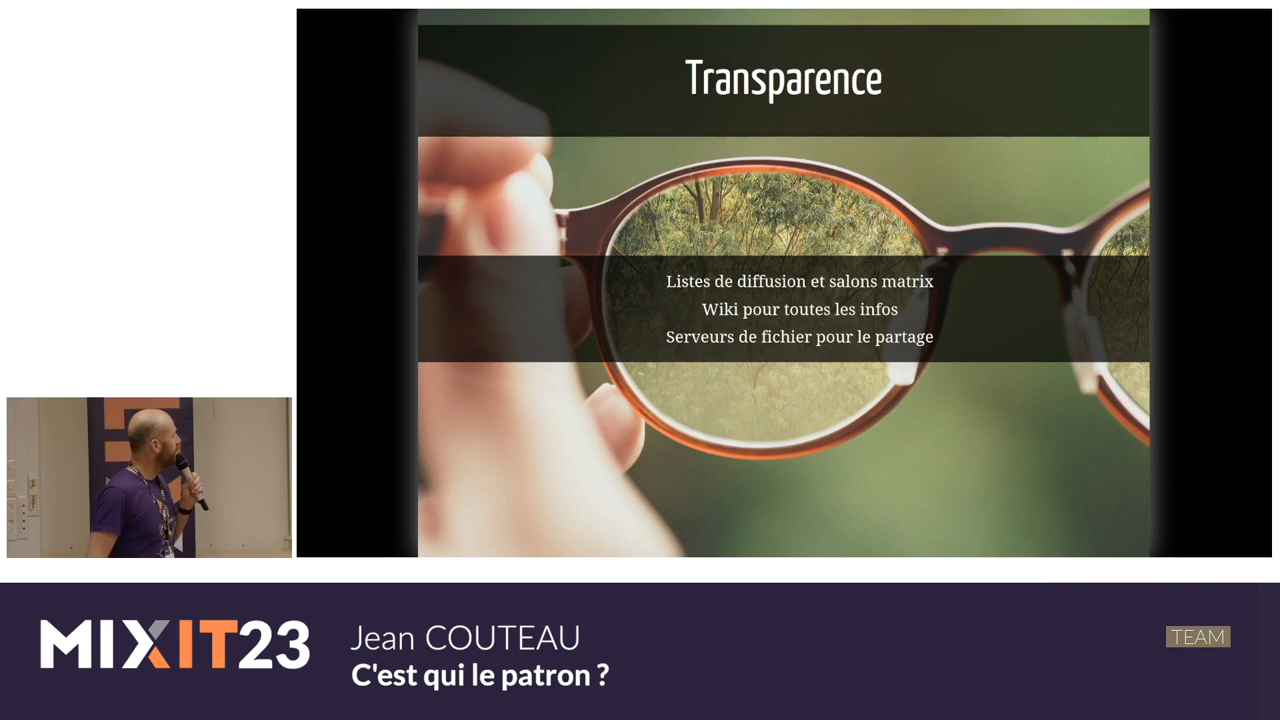 Transparence
Listes de diffusion et salons matrix
Wiki pour toutes les infos
Serveurs de fichier pour le partage
MIXIT23
Jean COUTEAU
C'est qui le patron ?
TEAM